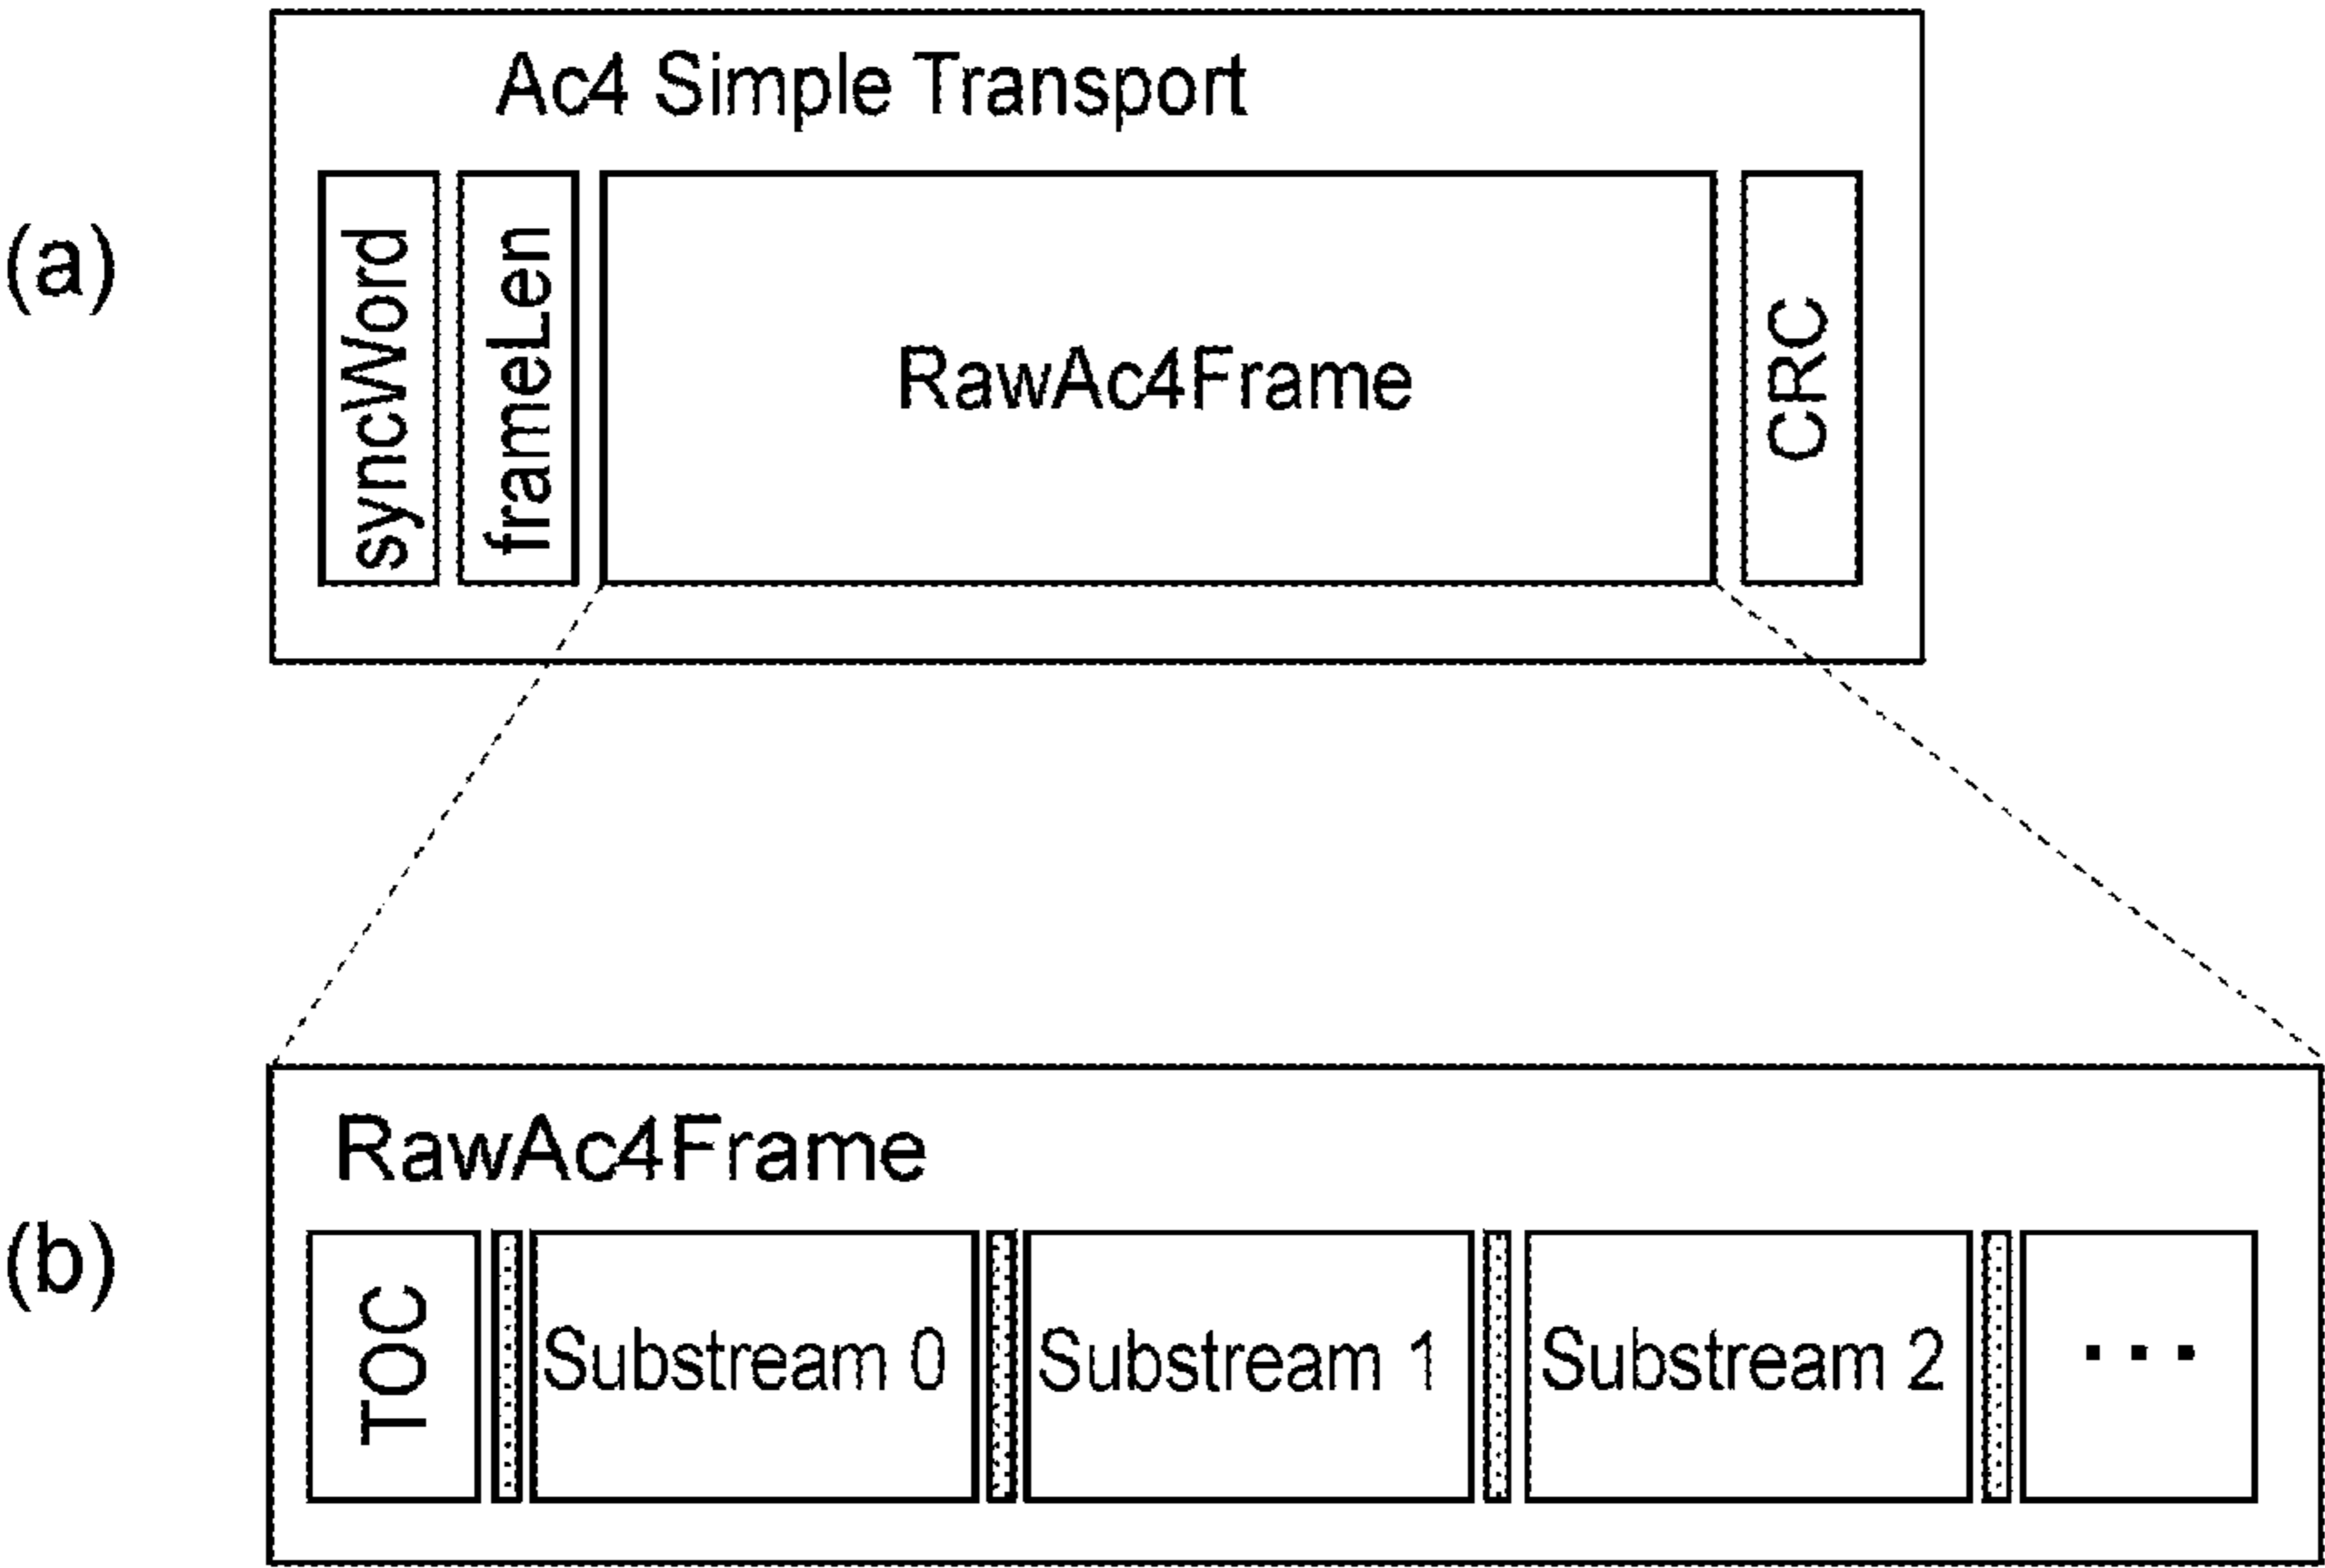 (a)
Ac4 Simple Transport
syncWord
frameLen
RawAc4Frame
CRC
(b)
RawAc4Frame
TOC
Substream 0
Substream 1
Substream 2
...